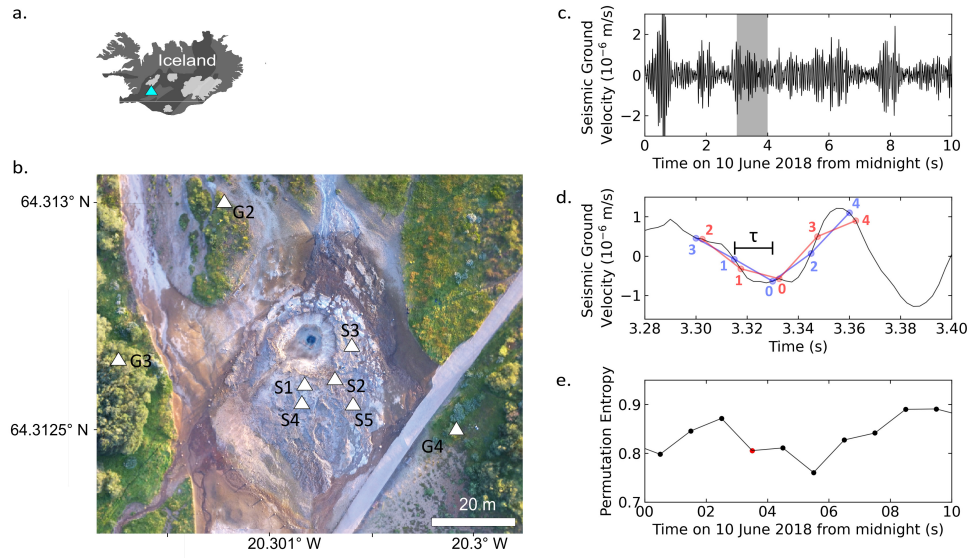 a.
Iceland
b.
64.313° N
64.3125° N
20.301° W
20.3° W
G2
G3
S3
S1
S2
S4
S5
G4
20 m
c.
Seismic Ground
Velocity (10⁻⁶ m/s)
2
0
−2
0 2 4 6 8 10
Time on 10 June 2018 from midnight (s)
d.
Seismic Ground
Velocity (10⁻⁶ m/s)
1
0
−1
τ
3 1 0 2 4
2 1 0 3 4
3.28 3.30 3.32 3.34 3.36 3.38 3.40
Time (s)
e.
Permutation Entropy
0.9
0.8
0.7
00 02 04 06 08 10
Time on 10 June 2018 from midnight (s)